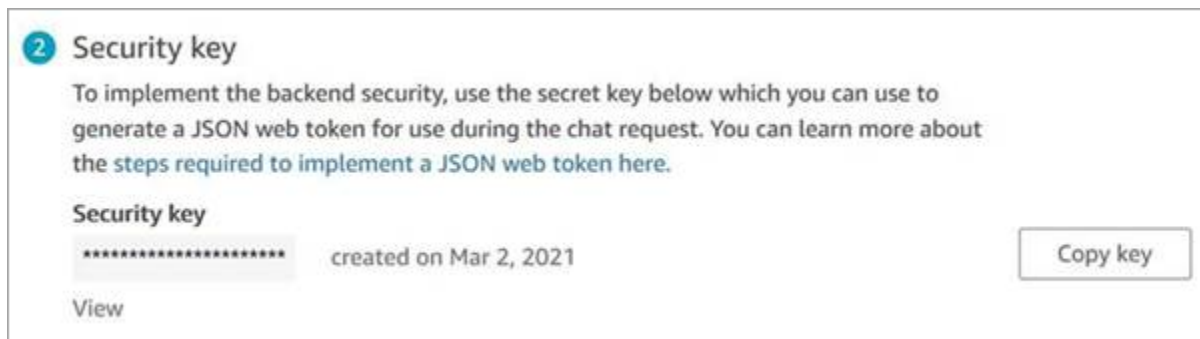 2 Security key
To implement the backend security, use the secret key below which you can use to
generate a JSON web token for use during the chat request. You can learn more about
the steps required to implement a JSON web token here.
Security key
********************** created on Mar 2, 2021 Copy key
View